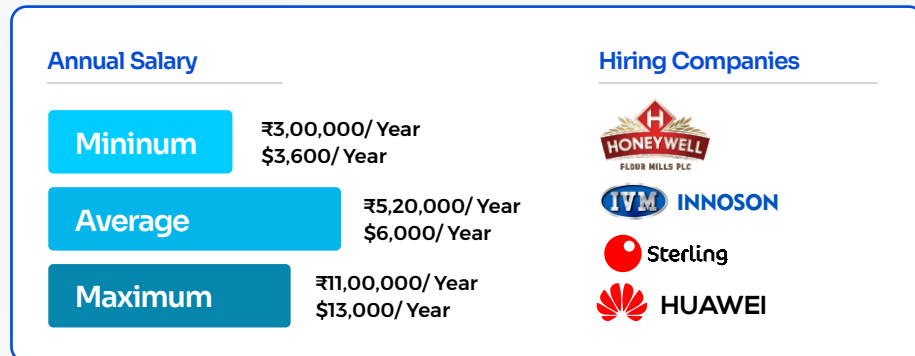 Annual Salary
Mininum
₹3,00,000/ Year
$3,600/ Year
Average
₹5,20,000/ Year
$6,000/ Year
Maximum
₹11,00,000/ Year
$13,000/ Year
Hiring Companies
H
HONEYWELL
FLOUR MILLS PLC
IVM INNOSON
Sterling
HUAWEI